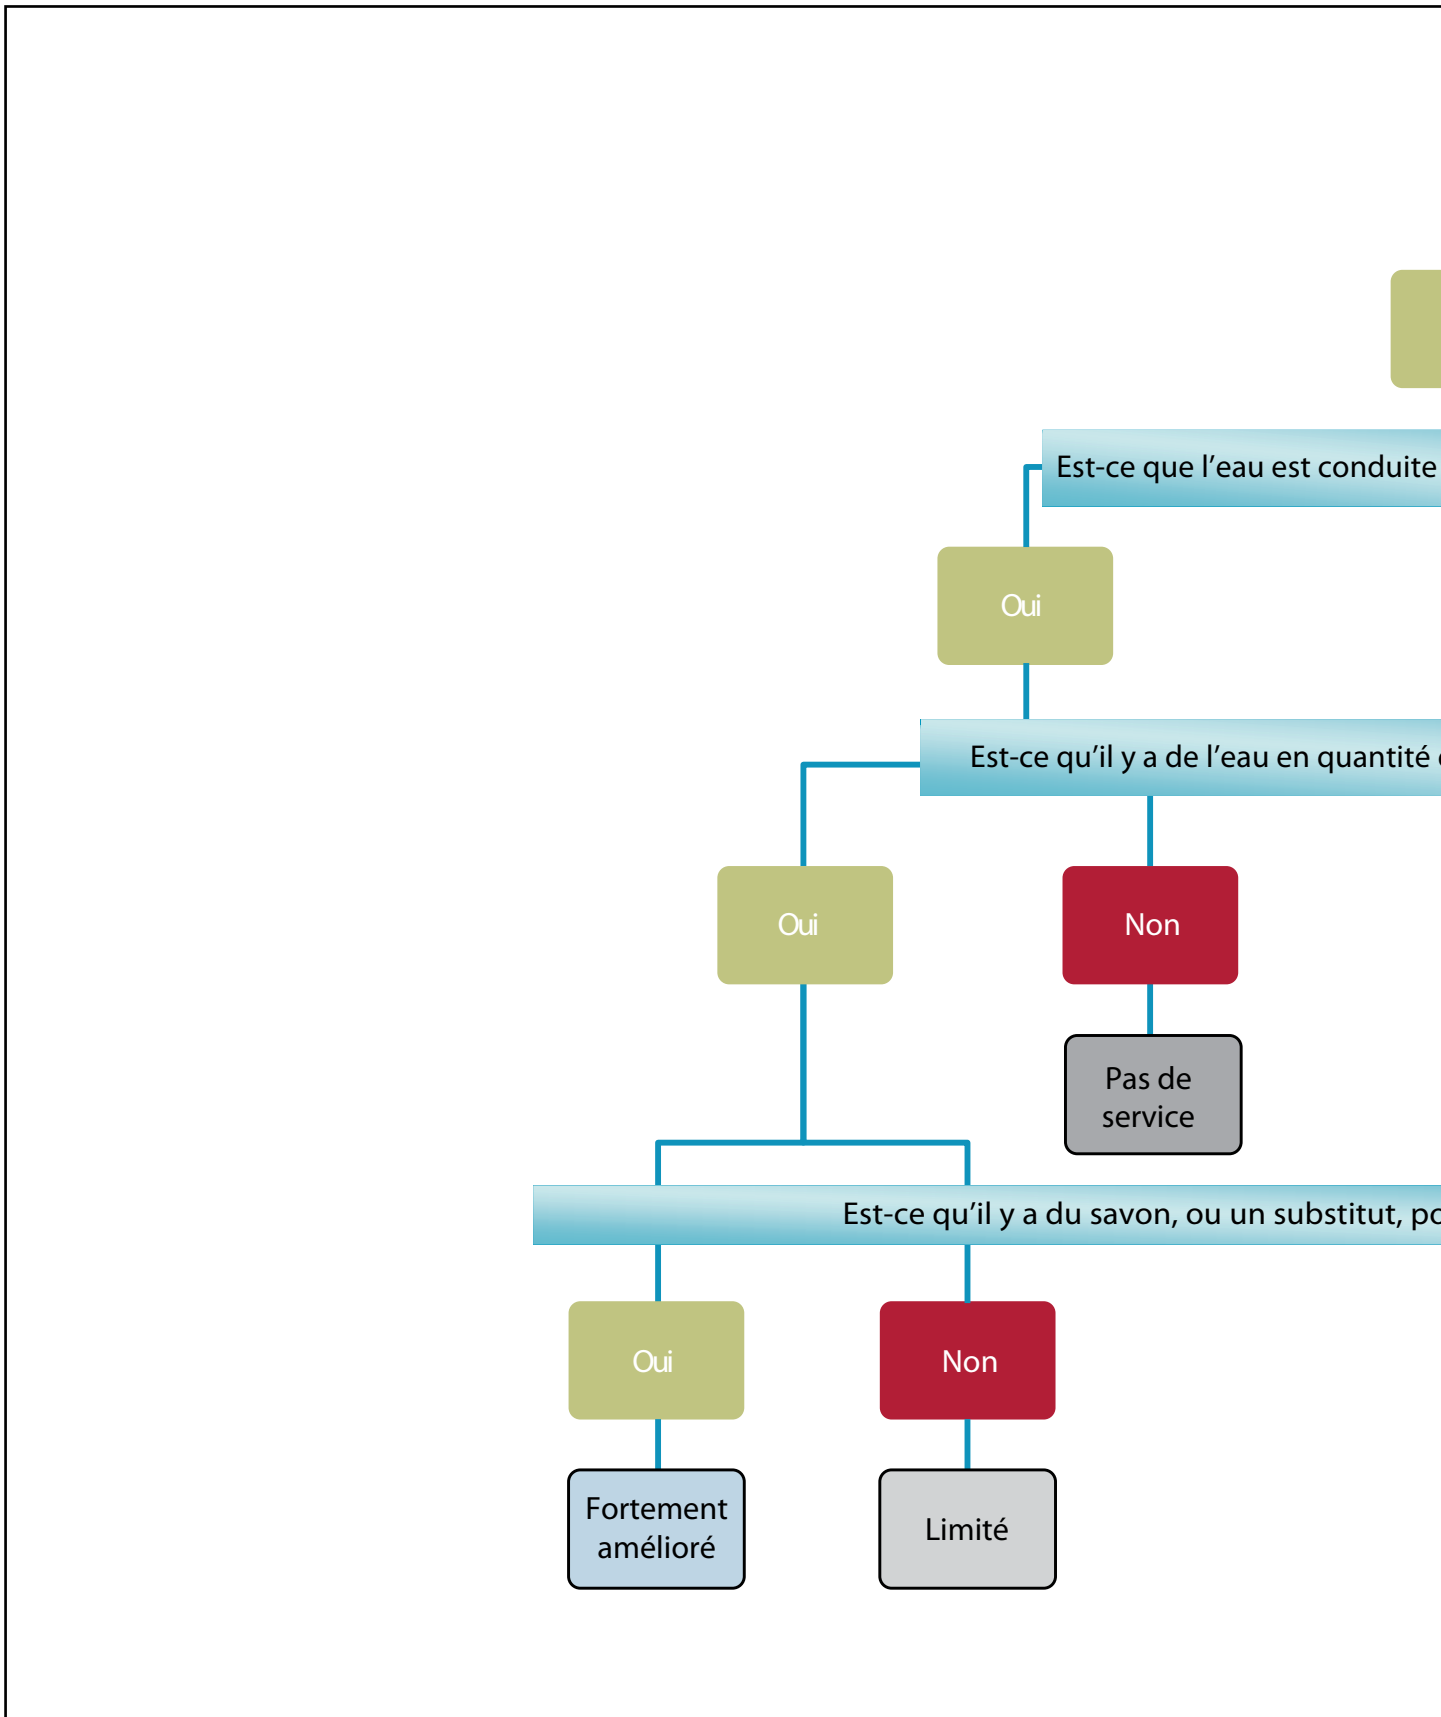 Est-ce que l’eau est conduite
Oui
Est-ce qu’il y a de l’eau en quantité
Oui
Non
Pas de
service
Est-ce qu’il y a du savon, ou un substitut,
Oui
Non
Fortement
amélioré
Limité